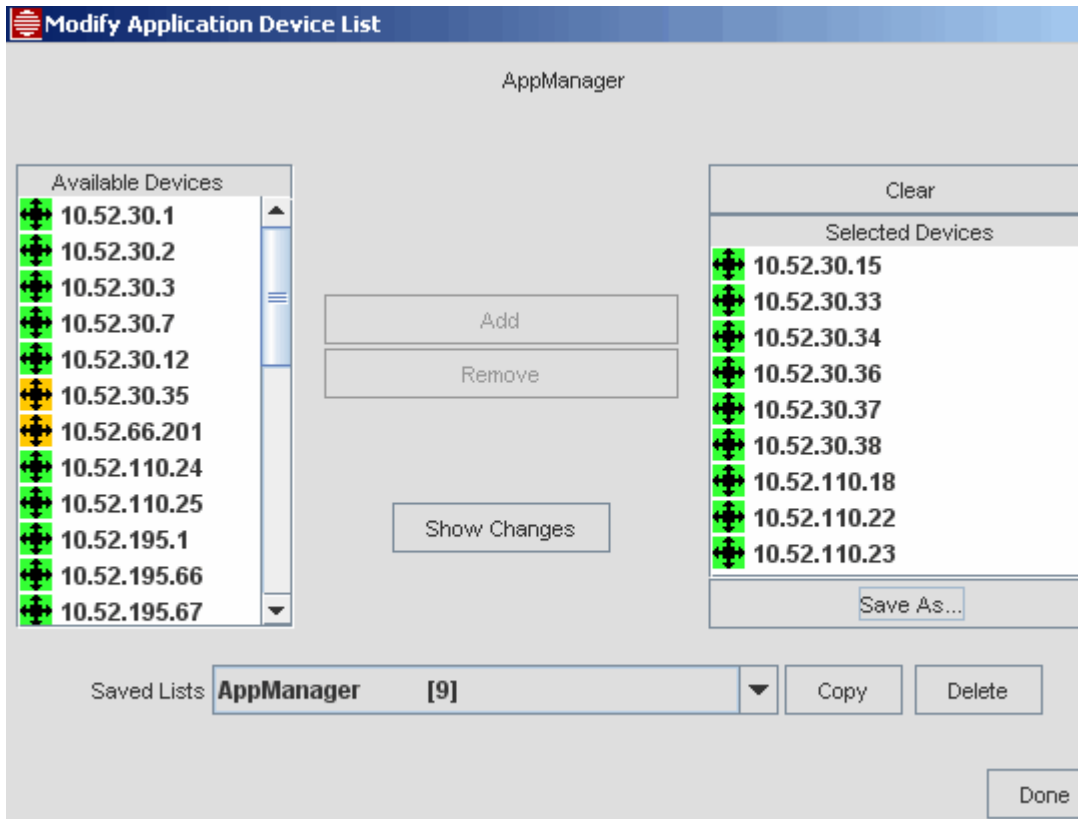 Modify Application Device List
AppManager
Available Devices
10.52.30.1
10.52.30.2
10.52.30.3
10.52.30.7
10.52.30.12
10.52.30.35
10.52.66.201
10.52.110.24
10.52.110.25
10.52.195.1
10.52.195.66
10.52.195.67
Add
Remove
Show Changes
Clear
Selected Devices
10.52.30.15
10.52.30.33
10.52.30.34
10.52.30.36
10.52.30.37
10.52.30.38
10.52.110.18
10.52.110.22
10.52.110.23
Save As...
Saved Lists AppManager [9] Copy Delete
Done